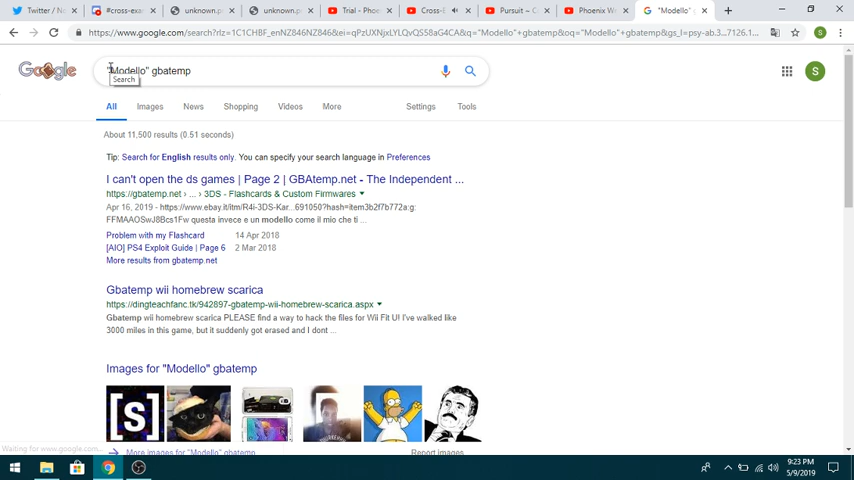 Twitter / N
#cross-exa
unknown.p
unknown.p
Trial - Phoe
Cross-E
Pursuit ~ C
Phoenix W
"Modello" g
https://www.google.com/search?rlz=1C1CHBF_enNZ846NZ846&ei=qPzUXNjxLYLQvQS58aG4CA&q="Modello"+gbatemp&oq="Modello"+gbatemp&gs_l=psy-ab.3...7126.1...
Google
"Modello" gbatemp
Search
S
All Images News Shopping Videos More Settings Tools
About 11,500 results (0.51 seconds)
Tip: Search for English results only. You can specify your search language in Preferences
I can't open the ds games | Page 2 | GBAtemp.net - The Independent ...
https://gbatemp.net › ... › 3DS - Flashcards & Custom Firmwares
Apr 16, 2019 - https://www.ebay.it/itm/R4i-3DS-Kar...691050?hash=item3b2f7b772a:g:
FFMAAOSwJ8Bcs1Fw questa invece e un modello come il mio che ti ...
Problem with my Flashcard 14 Apr 2018
[AIO] PS4 Exploit Guide | Page 6 2 Mar 2018
More results from gbatemp.net
Gbatemp wii homebrew scarica
https://dingteachfanc.tk/942897-gbatemp-wii-homebrew-scarica.aspx
Gbatemp wii homebrew scarica PLEASE find a way to hack the files for Wii Fit U! I've walked like
3000 miles in this game, but it suddenly got erased and I dont ...
Images for "Modello" gbatemp
[S]
Waiting for www.google.com...
More images for "Modello" gbatemp
Report images
9:23 PM
5/9/2019